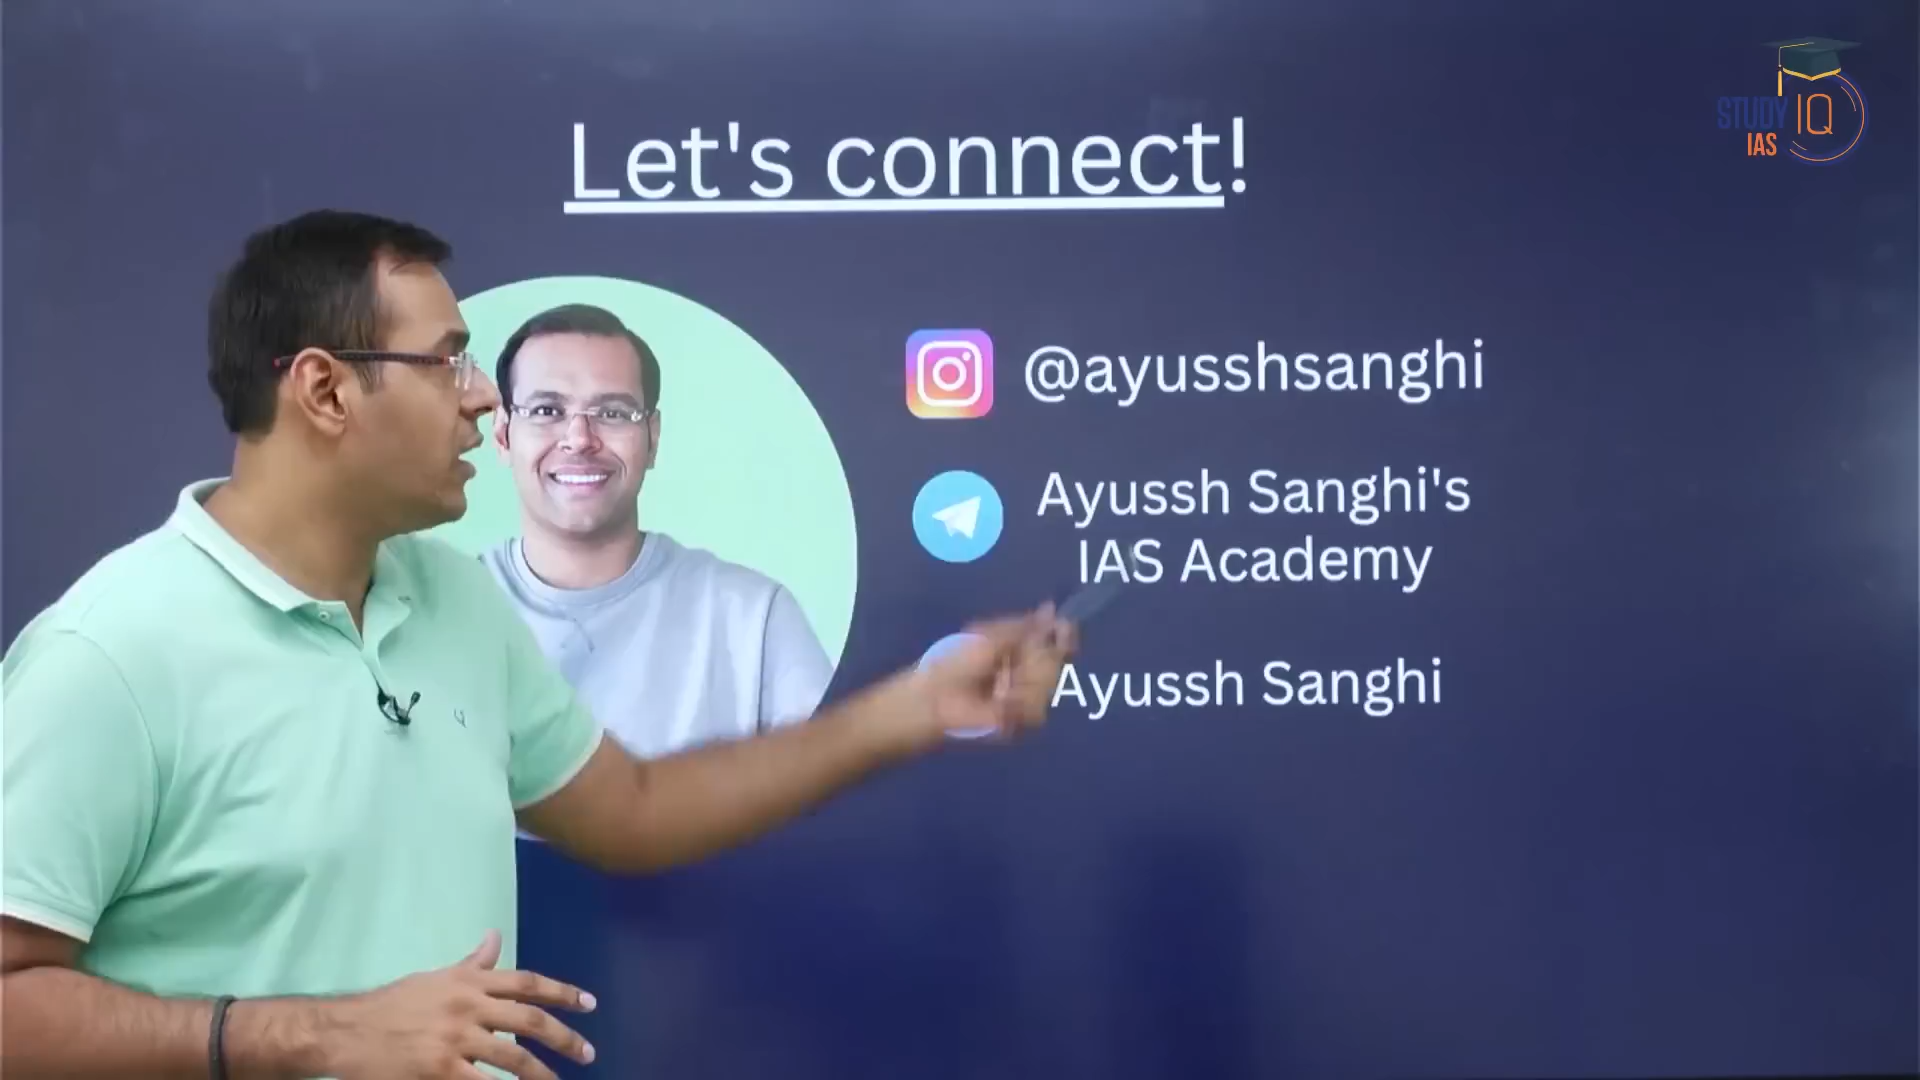 STUDY IQ
IAS
Let's connect!
@ayusshsanghi
Ayussh Sanghi's
IAS Academy
Ayussh Sanghi